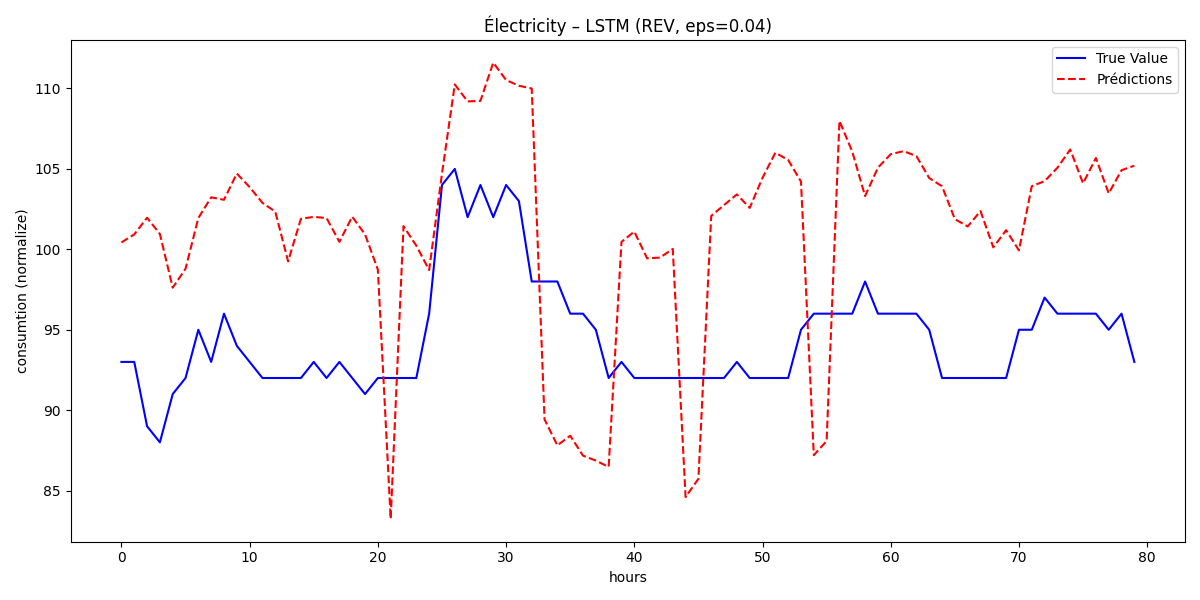 Électricity – LSTM (REV, eps=0.04)
True Value
Prédictions
consumtion (normalize)
110
105
100
95
90
85
0 10 20 30 40 50 60 70 80
hours